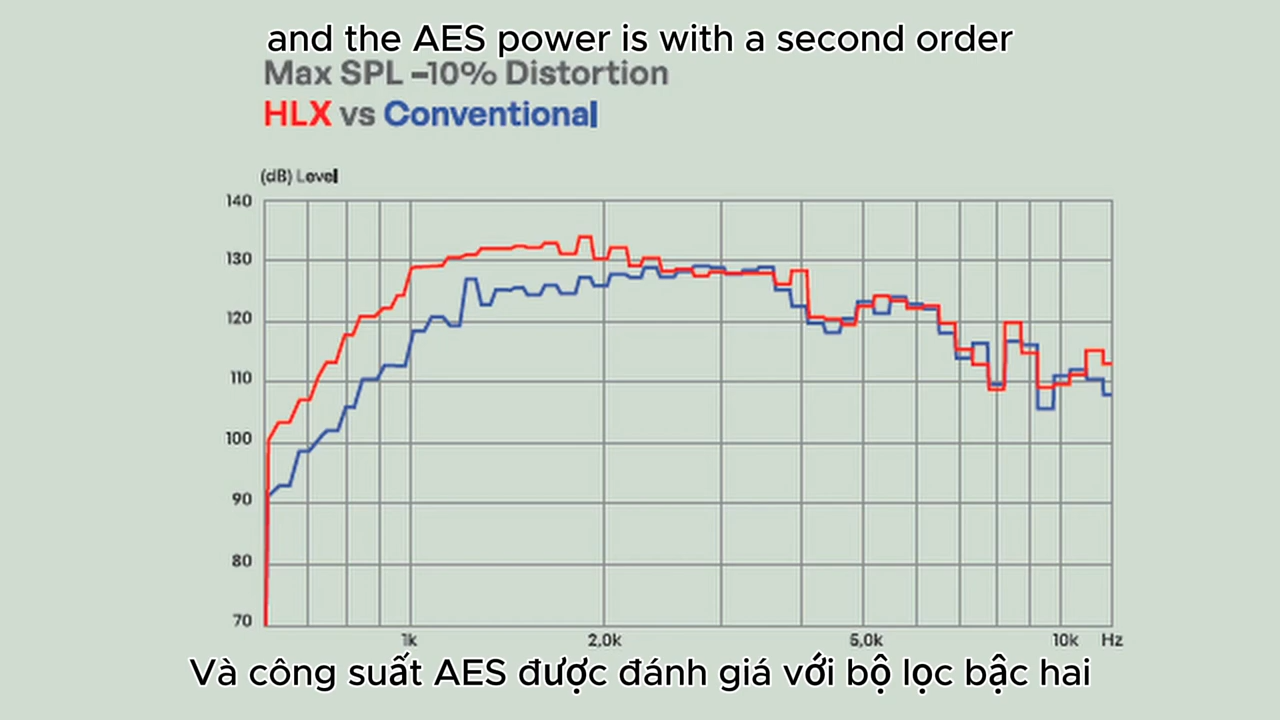 and the AES power is with a second order
Max SPL -10% Distortion
HLX vs Conventional
(dB) Level
140
130
120
110
100
90
80
70
1k 2,0k 5,0k 10k Hz
Và công suất AES được đánh giá với bộ lọc bậc hai